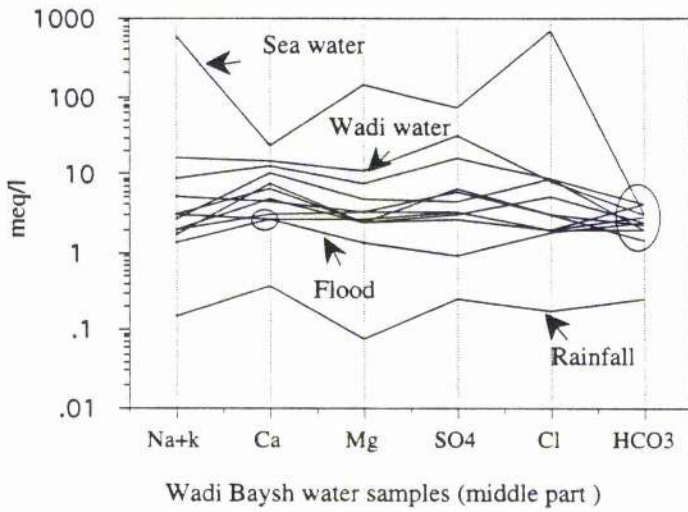 1000
100
10
1
.1
.01
meq/l
Sea water
Wadi water
Flood
Rainfall
Na+k Ca Mg SO4 Cl HCO3
Wadi Baysh water samples (middle part )